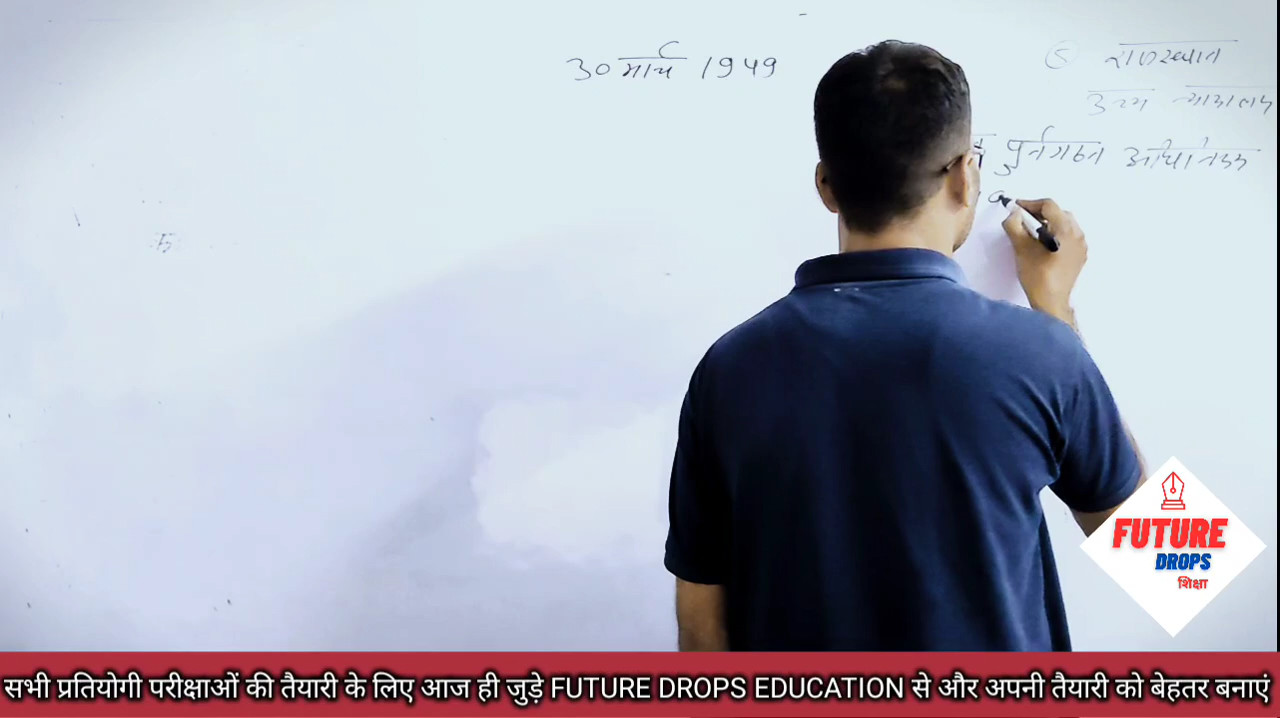 30 मार्च 1949
5 राजस्थान
उच्च न्यायालय
पुर्नगठन अधिनियम
FUTURE
DROPS
शिक्षा
सभी प्रतियोगी परीक्षाओं की तैयारी के लिए आज ही जुड़े FUTURE DROPS EDUCATION से और अपनी तैयारी को बेहतर बनाएं